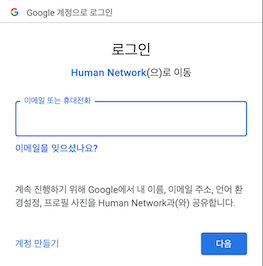 Google 계정으로 로그인
로그인
Human Network(으)로 이동
이메일 또는 휴대전화
이메일을 잊으셨나요?
계속 진행하기 위해 Google에서 내 이름, 이메일 주소, 언어 환
경설정, 프로필 사진을 Human Network과(와) 공유합니다.
계정 만들기
다음